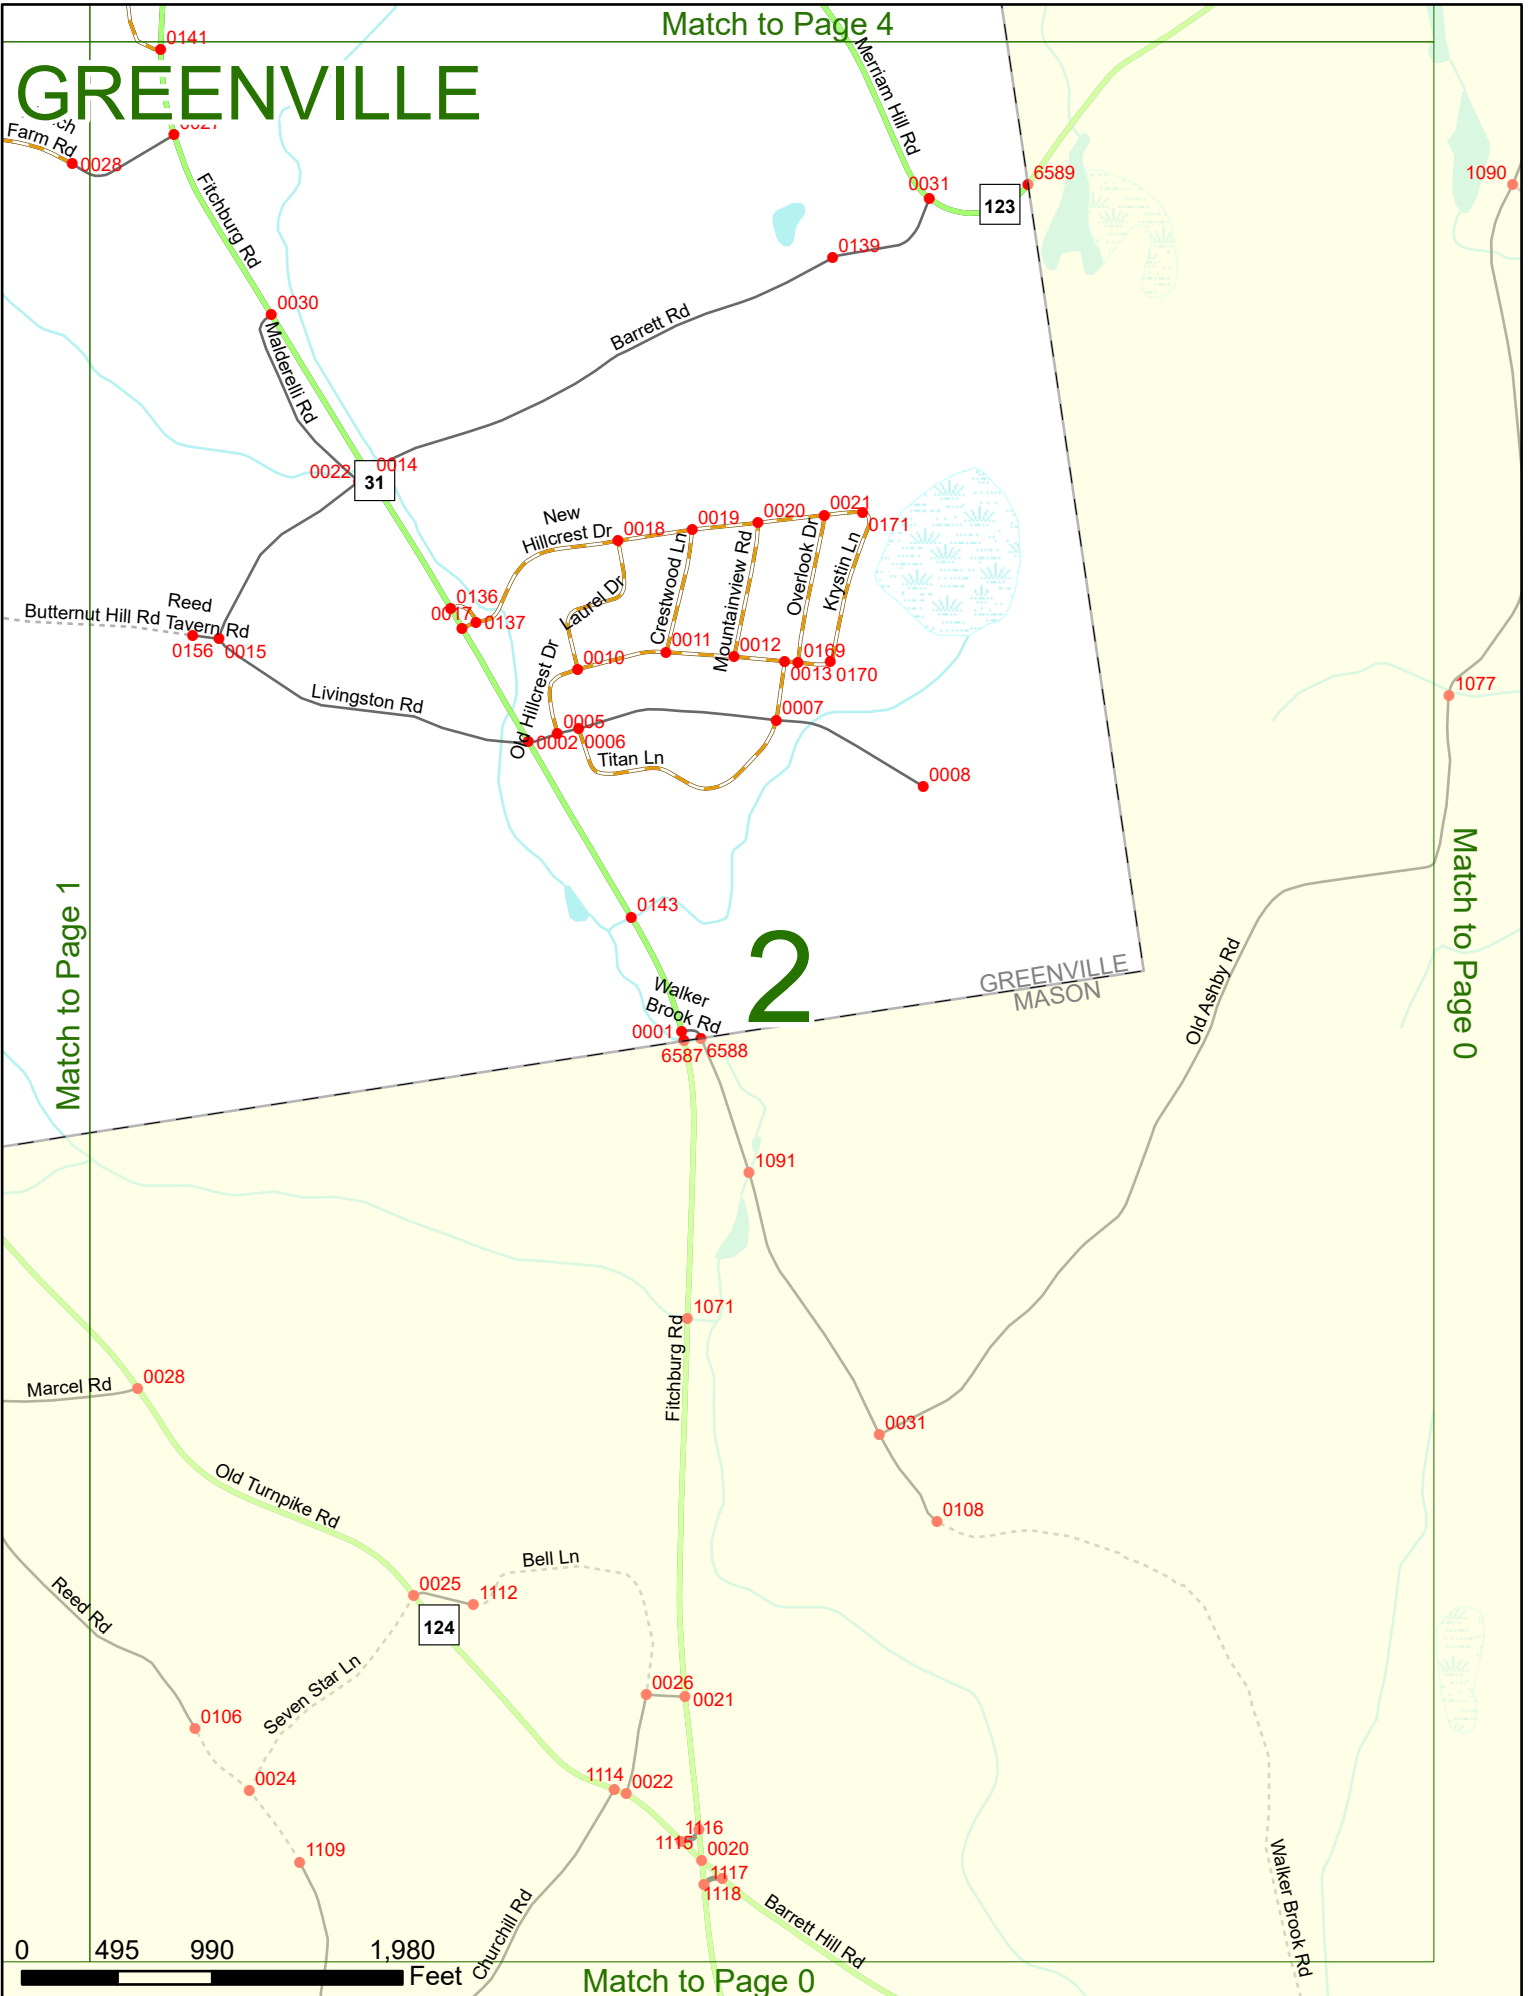 Match to Page 4
0141
GREENVILLE
Merriam Hill Rd
Farm Rd
0028
0031
123
6589
1090
Fitchburg Rd
0139
0030
Malderelli Rd
Barrett Rd
0022
0014
31
New
Hillcrest Dr
0018
0019
0020
0021
0171
Laurel Dr
Crestwood Ln
Mountainview Rd
Overlook Dr
Krystin Ln
Reed
Butternut Hill Rd Tavern Rd
0136
0017
0137
0156
0015
0011
0012
0169
0010
0013
0170
Old Hillcrest Dr
1077
Livingston Rd
0005
0007
0002
0006
Titan Ln
0008
Match to Page 1
Match to Page 0
0143
2
GREENVILLE
MASON
Old Ashby Rd
Walker
Brook Rd
0001
6587
6588
1091
1071
Fitchburg Rd
Marcel Rd
0028
0031
Old Turnpike Rd
0108
Bell Ln
0025
1112
Reed Rd
124
Seven Star Ln
0026
0021
0106
0024
1114
0022
1116
1115
0020
1109
1117
1118
Churchill Rd
Barrett Hill Rd
Walker Brook Rd
0 495 990 1,980
Feet
Match to Page 0